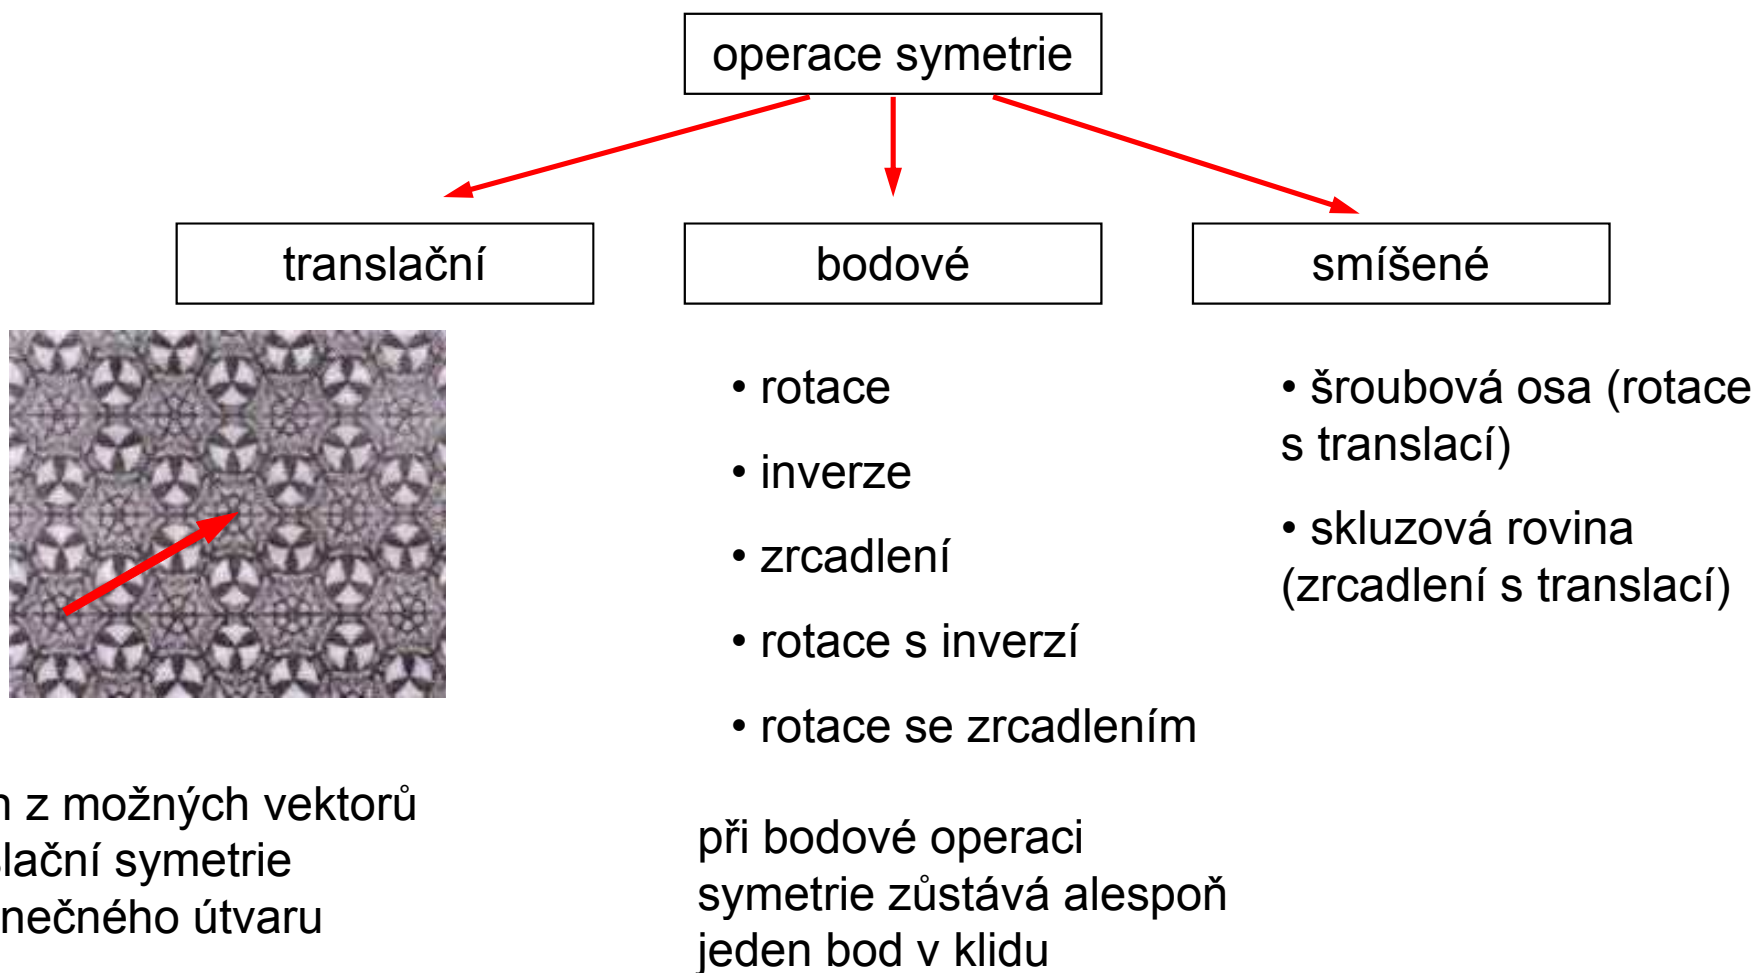 operace symetrie
translační
bodové
smíšené
• rotace
• inverze
• zrcadlení
• rotace s inverzí
• rotace se zrcadlením
• šroubová osa (rotace
s translací)
• skluzová rovina
(zrcadlení s translací)
z možných vektorů
symetrie
útvaru
při bodové operaci
symetrie zůstává alespoň
jeden bod v klidu